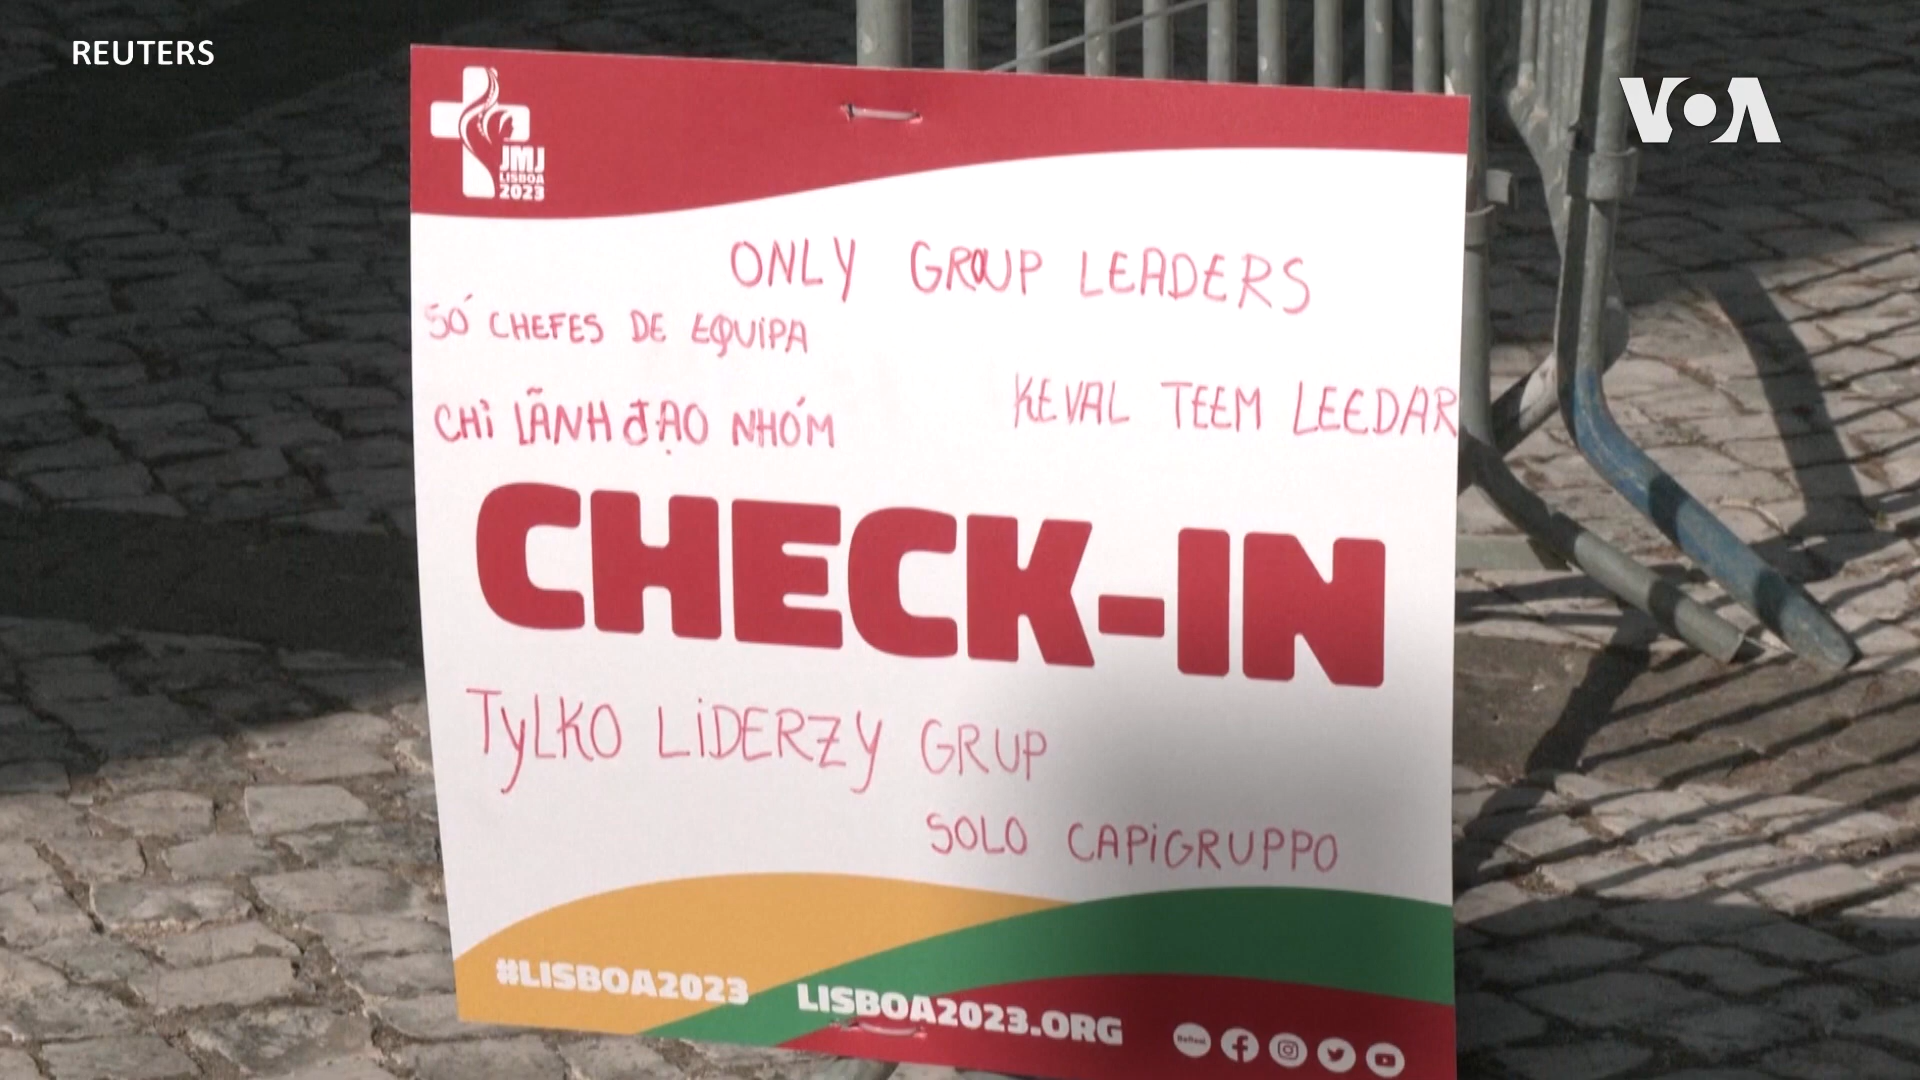 REUTERS
VOA
JMJ
LISBOA
2023
ONLY GROUP LEADERS
SÓ CHEFES DE EQUIPA
CHỈ LÃNH ĐẠO NHÓM
KEVAL TEEM LEEDAR
CHECK-IN
TYLKO LIDERZY GRUP
SOLO CAPIGRUPPO
#LISBOA2023
LISBOA2023.ORG